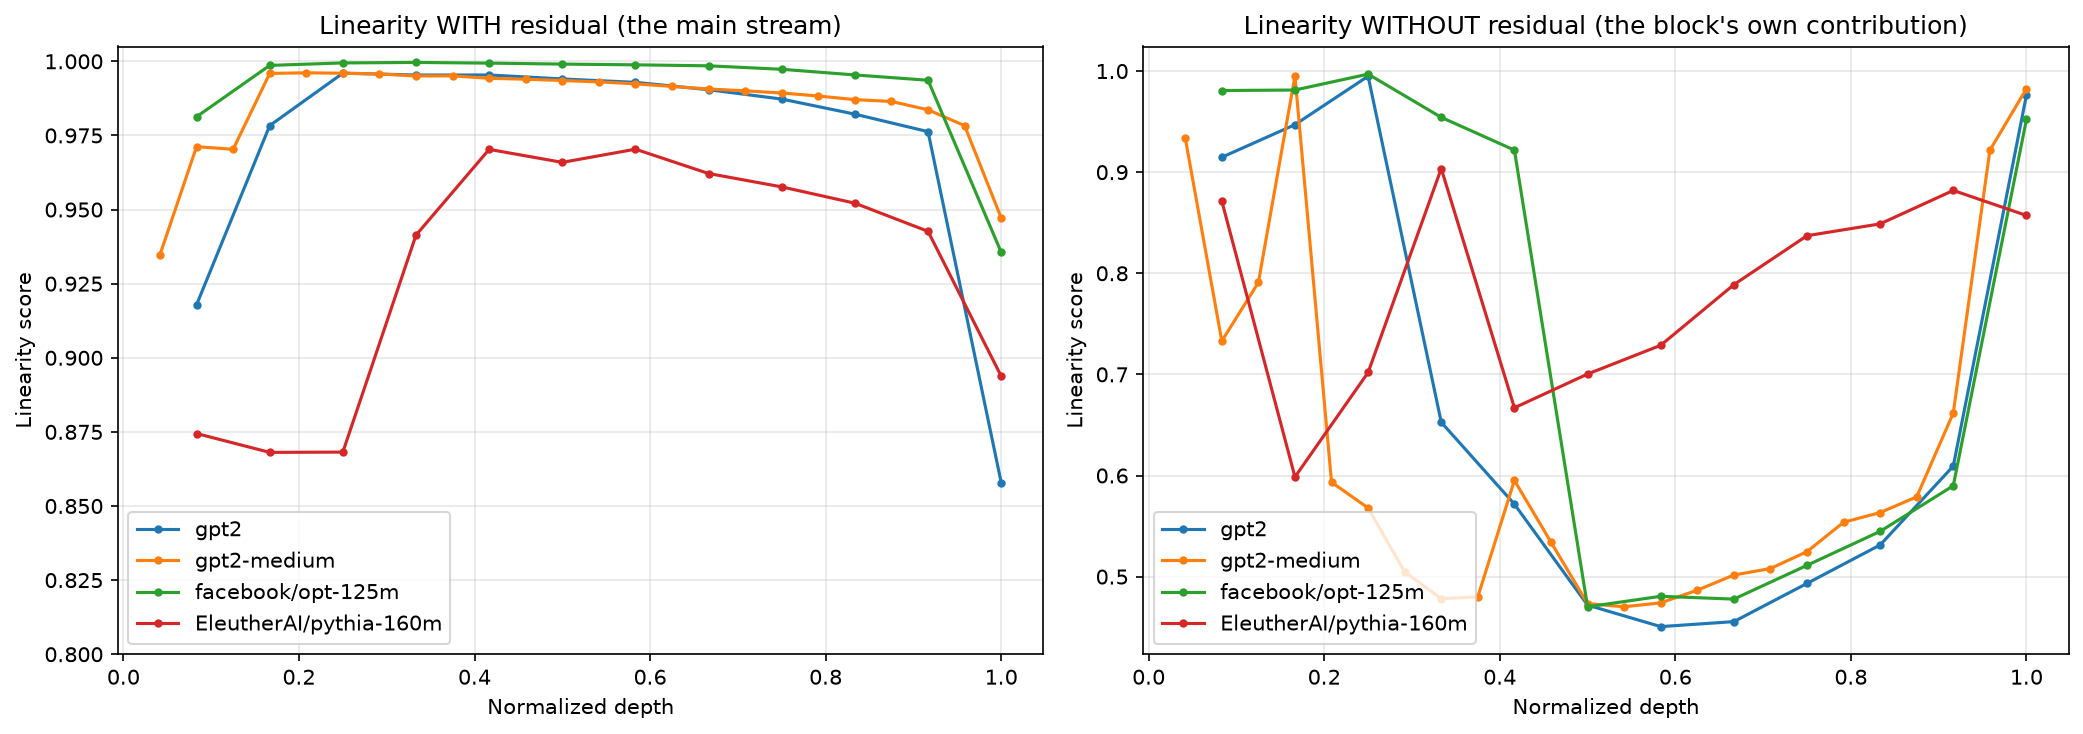 Linearity WITH residual (the main stream)
Linearity score
1.000
0.975
0.950
0.925
0.900
0.875
0.850
0.825
0.800
gpt2
gpt2-medium
facebook/opt-125m
EleutherAI/pythia-160m
0.0 0.2 0.4 0.6 0.8 1.0
Normalized depth
Linearity WITHOUT residual (the block's own contribution)
Linearity score
1.0
0.9
0.8
0.7
0.6
0.5
gpt2
gpt2-medium
facebook/opt-125m
EleutherAI/pythia-160m
0.0 0.2 0.4 0.6 0.8 1.0
Normalized depth